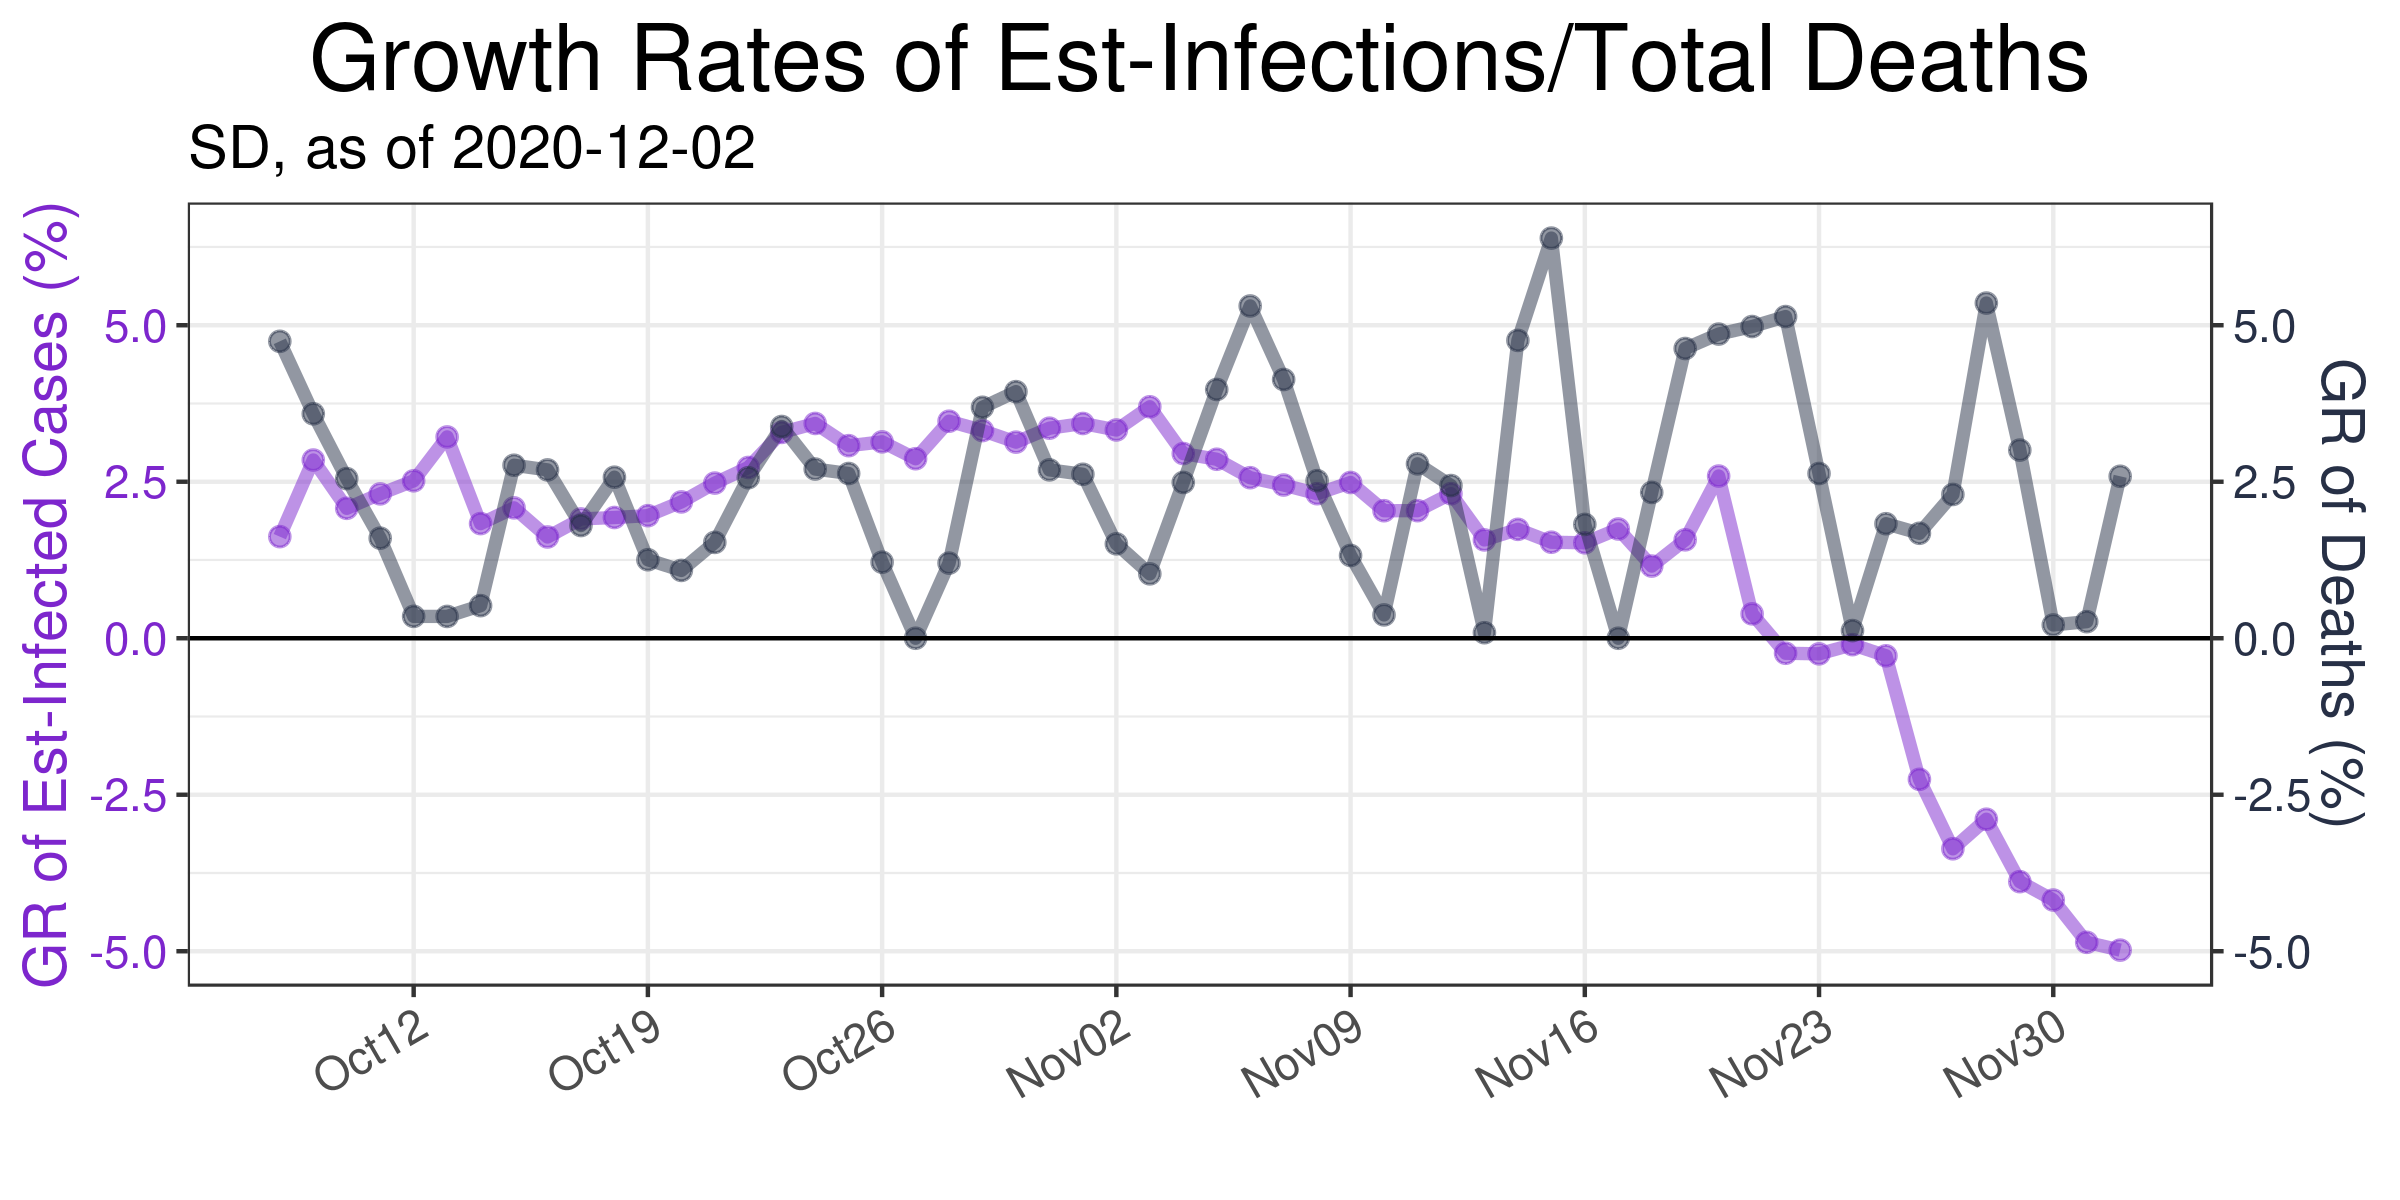 Growth Rates of Est-Infections/Total Deaths
SD, as of 2020-12-02
GR of Est-Infected Cases (%)
5.0
2.5
0.0
-2.5
-5.0
5.0
2.5
0.0
-2.5
-5.0
GR of Deaths (%)
Oct12
Oct19
Oct26
Nov02
Nov09
Nov16
Nov23
Nov30